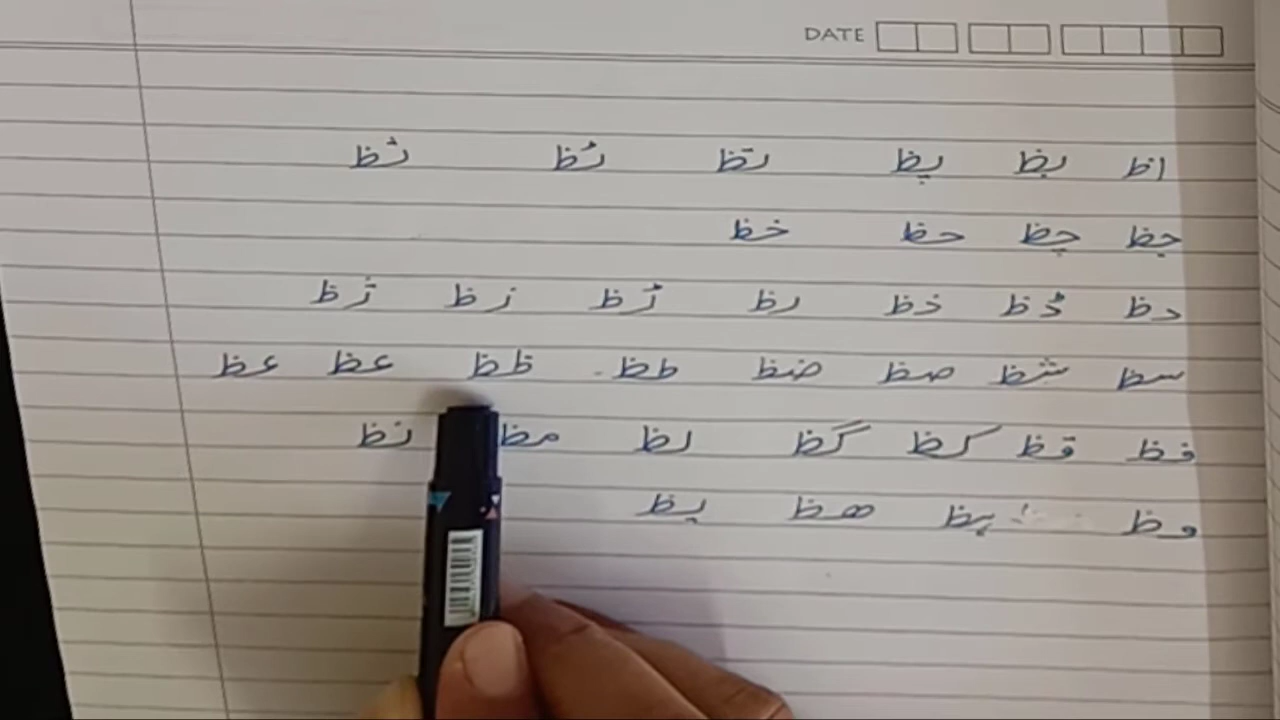 DATE
اظ بظ پظ تظ ٹظ ثظ
جظ چظ حظ خظ
دظ ڈظ ذظ رظ ڑظ زظ ژظ
سظ شظ صظ ضظ طظ ظظ عظ عظ
فظ قظ کظ گظ لظ مظ نظ
وظ ہظ ھظ یظ